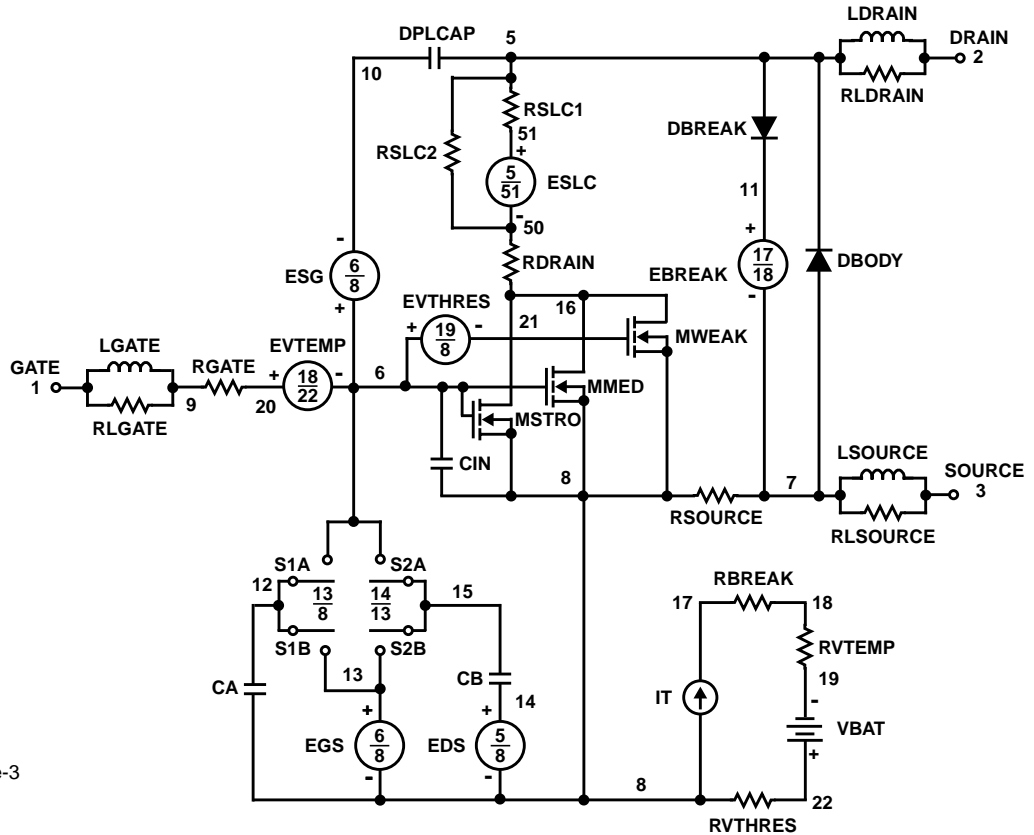 LDRAIN
DPLCAP 5 DRAIN
10 2
RSLC1 RLDRAIN
51 DBREAK
+
RSLC2
5
51 ESLC
11
-
50
- +
RDRAIN 17
18
6
8 EBREAK DBODY
ESG
+ -
EVTHRES 16
+ 19
8 - 21
MWEAK
LGATE EVTEMP
GATE RGATE + 18
22 - 6
1 MMED
9 20
RLGATE MSTRO
LSOURCE
CIN 8 7 SOURCE
3
RSOURCE
RLSOURCE
S1A S2A
12 13
8 14
13 15
RBREAK
17 18
S1B S2B
RVTEMP
13 CB
CA 14 IT 19
-
+ +
VBAT
EGS 6
8 EDS 5
8
+
- -
8 22
RVTHRES
e-3